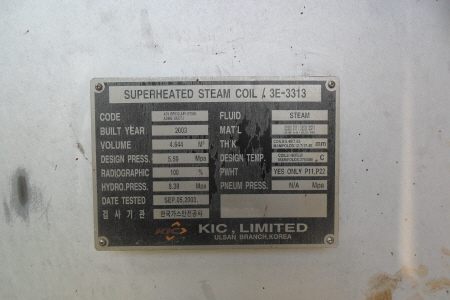 SUPERHEATED STEAM COIL / 3E-3313
CODE FLUID STEAM
BUILT YEAR 2003 MAT'L
VOLUME 4.644 M³ THK mm
DESIGN PRESS. 5.59 Mpa DESIGN TEMP. C
RADIOGRAPHIC 100 % PWHT YES ONLY P11,P22
HYDRO.PRESS. 8.39 Mpa PNEUM PRESS. N/A Mpa
DATE TESTED SEP.05,2003
검사기관 한국가스안전공사
KIC KIC , LIMITED
ULSAN BRANCH,KOREA